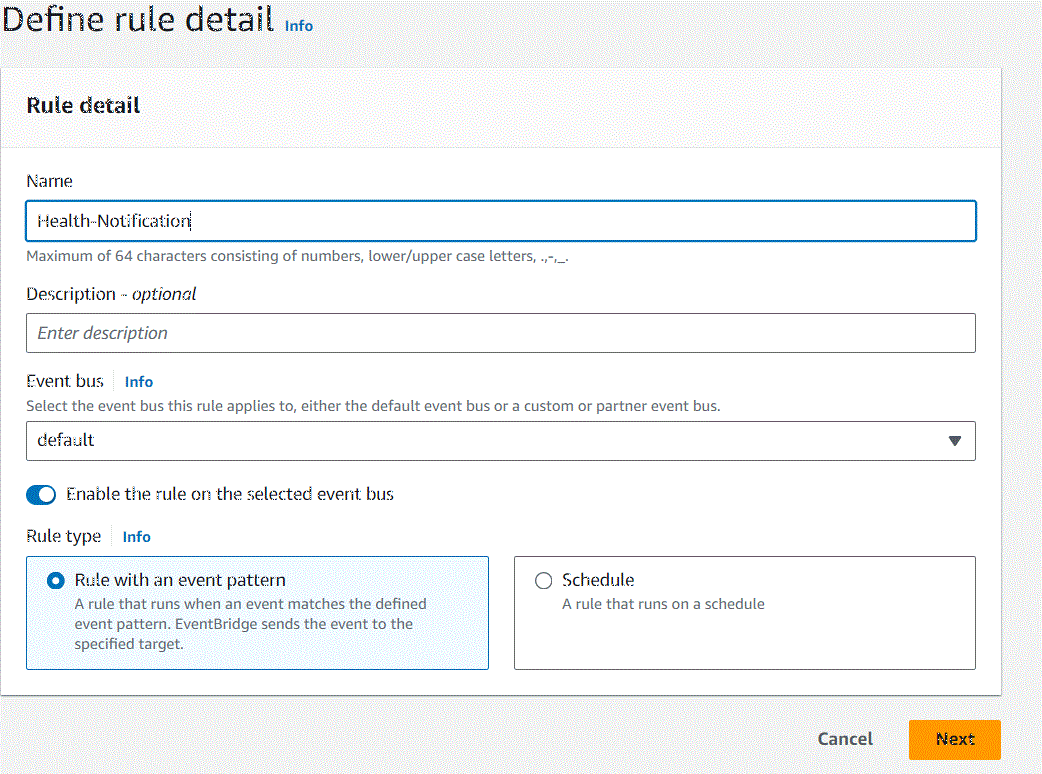 Define rule detail Info
Rule detail
Name
Health-Notification
Maximum of 64 characters consisting of numbers, lower/upper case letters, .,-,_.
Description - optional
Enter description
Event bus Info
Select the event bus this rule applies to, either the default event bus or a custom or partner event bus.
default
Enable the rule on the selected event bus
Rule type Info
Rule with an event pattern
A rule that runs when an event matches the defined
event pattern. EventBridge sends the event to the
specified target.
Schedule
A rule that runs on a schedule
Cancel Next